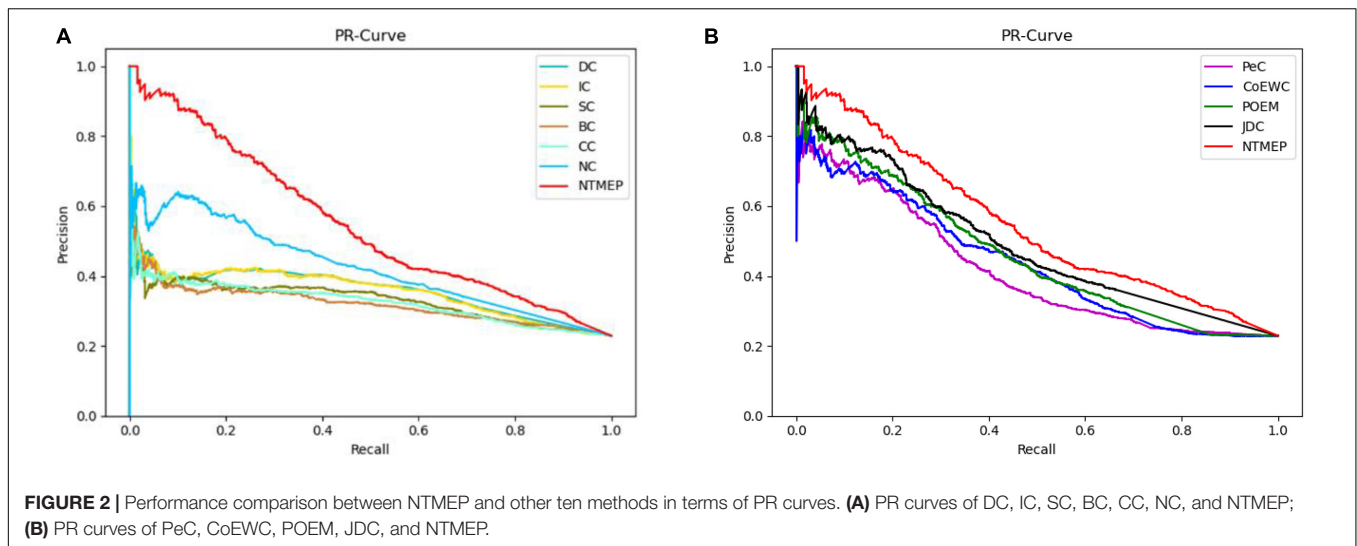 A
PR-Curve
1.0
0.8
0.6
0.4
0.2
0.0
Precision
0.0 0.2 0.4 0.6 0.8 1.0
Recall
DC
IC
SC
BC
CC
NC
NTMEP
B
PR-Curve
1.0
0.8
0.6
0.4
0.2
0.0
Precision
0.0 0.2 0.4 0.6 0.8 1.0
Recall
PeC
CoEWC
POEM
JDC
NTMEP
FIGURE 2 | Performance comparison between NTMEP and other ten methods in terms of PR curves. (A) PR curves of DC, IC, SC, BC, CC, NC, and NTMEP;
(B) PR curves of PeC, CoEWC, POEM, JDC, and NTMEP.